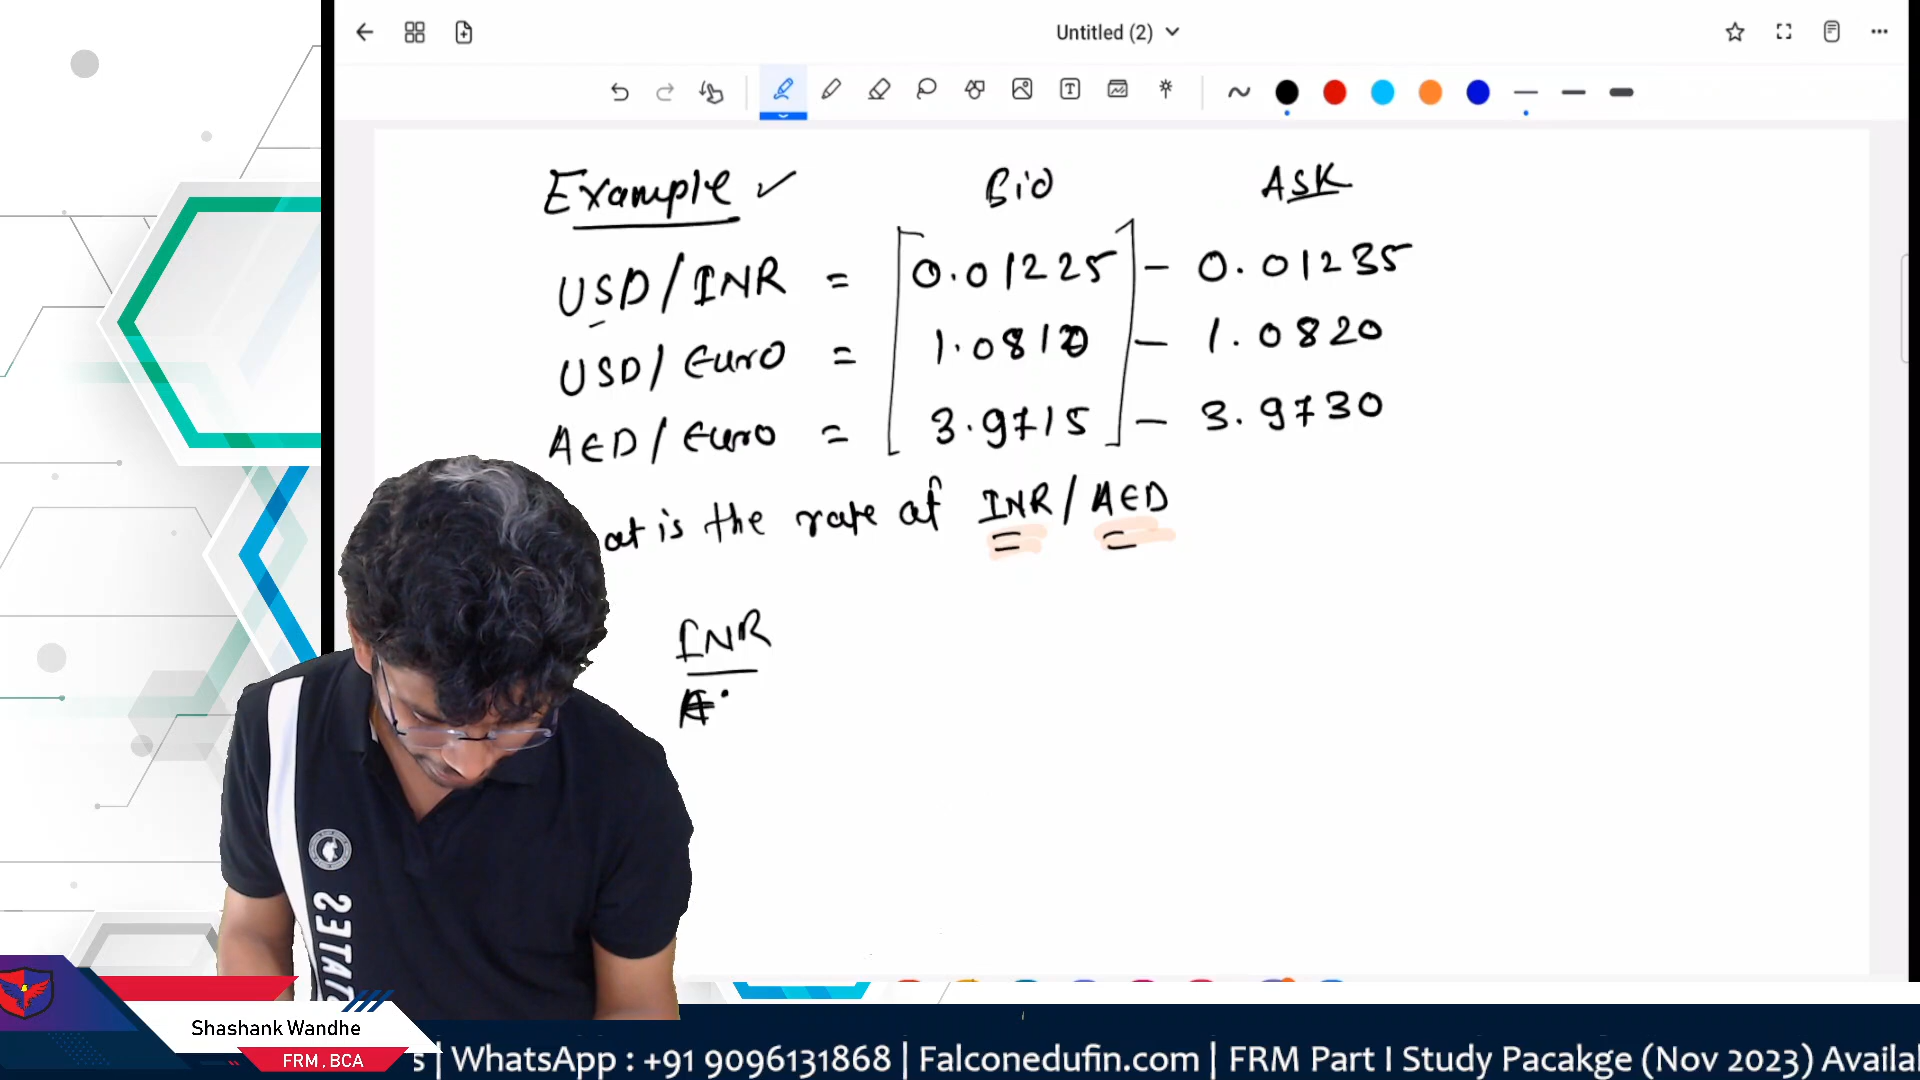 Untitled (2)
Example ✓ Bid ASK
USD/INR = [0.01225] - 0.01235
USD/Euro = 1.0810 - 1.0820
AED/Euro = 3.9715 - 3.9730
at is the rate of INR/AED
INR
A
STATES
Shashank Wandhe
FRM, BCA
s | WhatsApp : +91 9096131868 | Falconedufin.com | FRM Part I Study Pacakge (Nov 2023) Availa